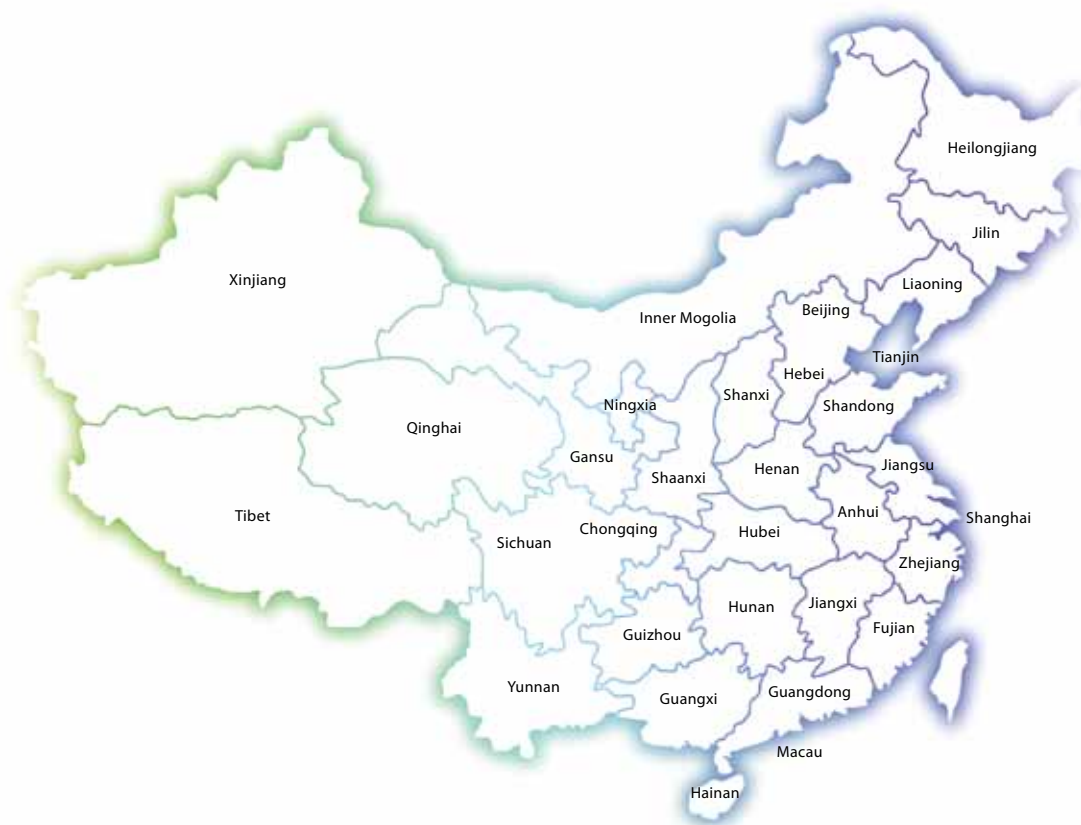 Heilongjiang
Jilin
Xinjiang
Liaoning
Beijing
Inner Mogolia
Tianjin
Hebei
Shanxi
Ningxia
Shandong
Qinghai
Gansu
Henan
Jiangsu
Shaanxi
Tibet
Anhui
Shanghai
Chongqing
Hubei
Sichuan
Zhejiang
Hunan
Jiangxi
Guizhou
Fujian
Yunnan
Guangxi
Guangdong
Macau
Hainan